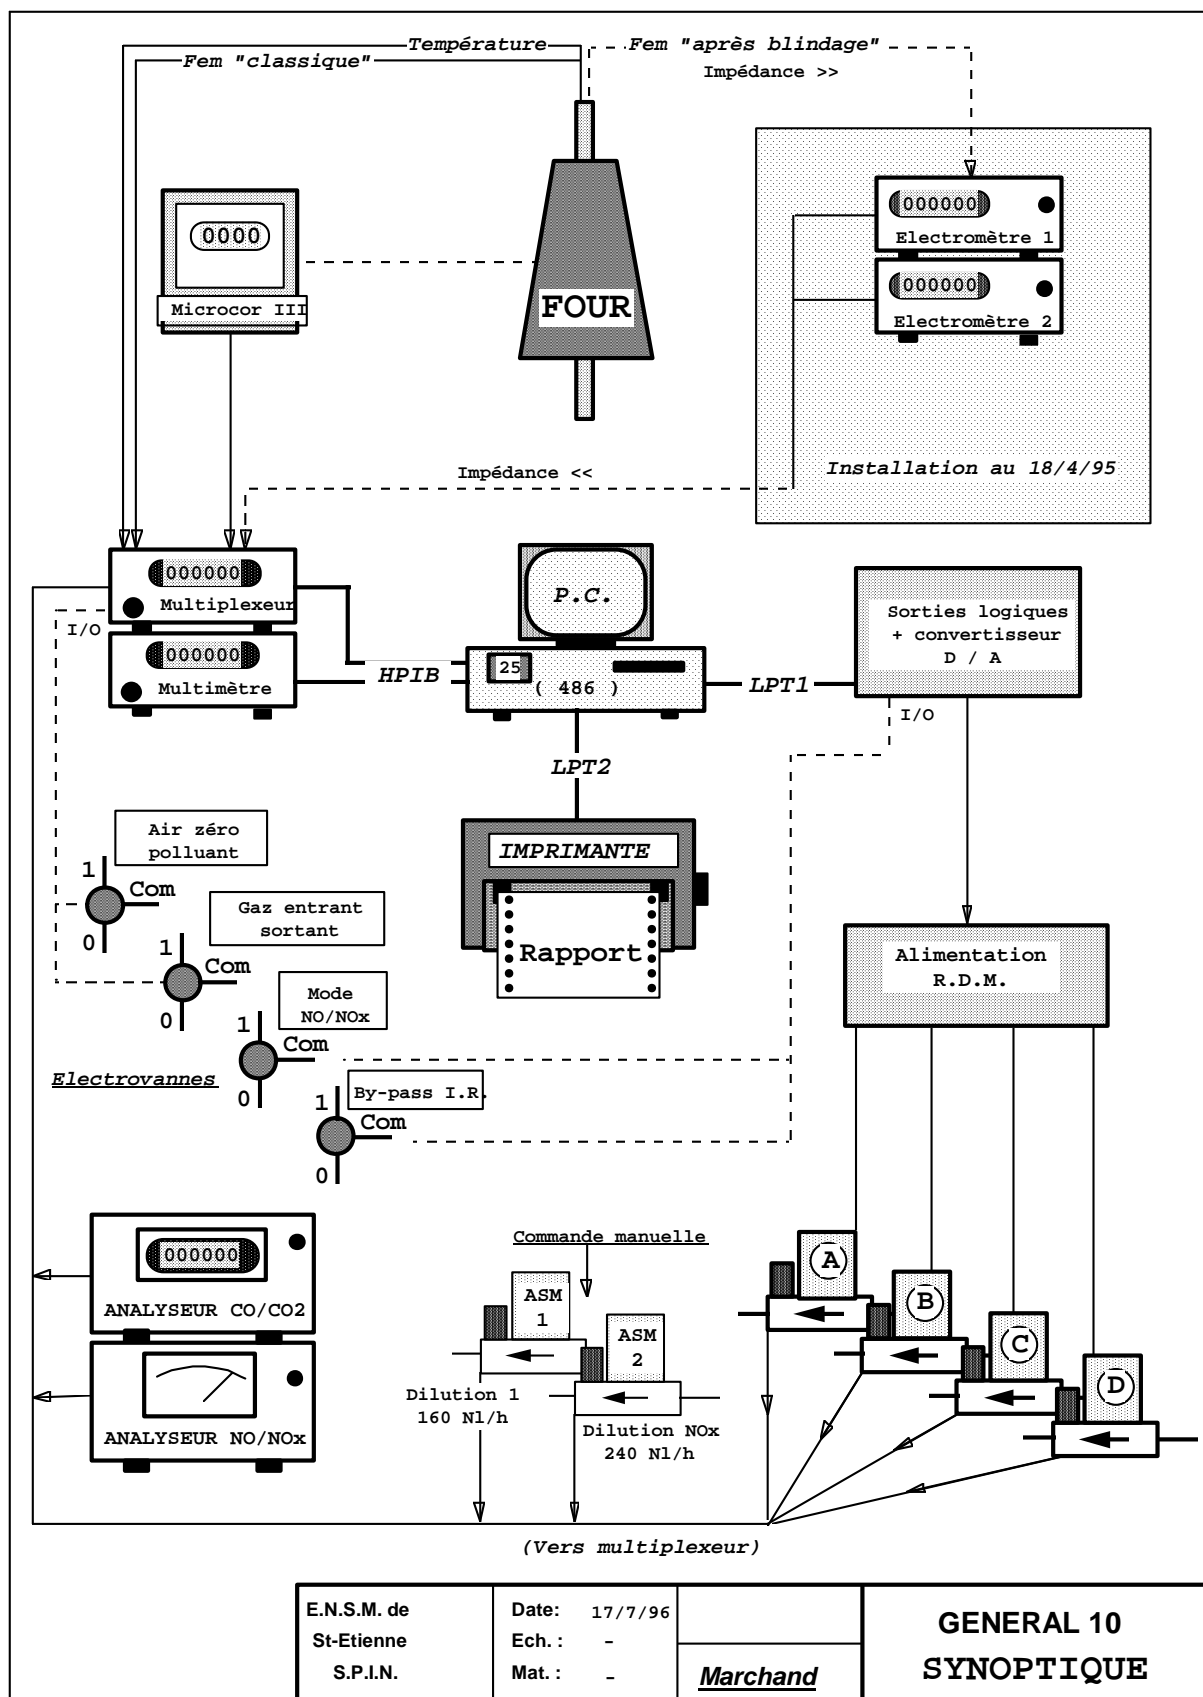 Température
Fem "classique"
Fem "après blindage"
Impédance >>
0000
Microcor III
FOUR
000000
Electromètre 1
000000
Electromètre 2
Installation au 18/4/95
Impédance <<
000000
Multiplexeur
I/O
000000
Multimètre
HPIB
P.C.
25
( 486 )
LPT1
LPT2
Sorties logiques
+ convertisseur
D / A
I/O
IMPRIMANTE
Rapport
Air zéro
polluant
1
Com
0
Gaz entrant
sortant
1
Com
0
Mode
NO/NOx
1
Com
0
Electrovannes
By-pass I.R.
1
Com
0
Alimentation
R.D.M.
000000
ANALYSEUR CO/CO2
ANALYSEUR NO/NOx
Commande manuelle
ASM
1
ASM
2
Dilution 1
160 Nl/h
Dilution NOx
240 Nl/h
A
B
C
D
(Vers multiplexeur)
E.N.S.M. de
St-Etienne
S.P.I.N.
Date: 17/7/96
Ech. : -
Mat. : -
Marchand
GENERAL 10
SYNOPTIQUE